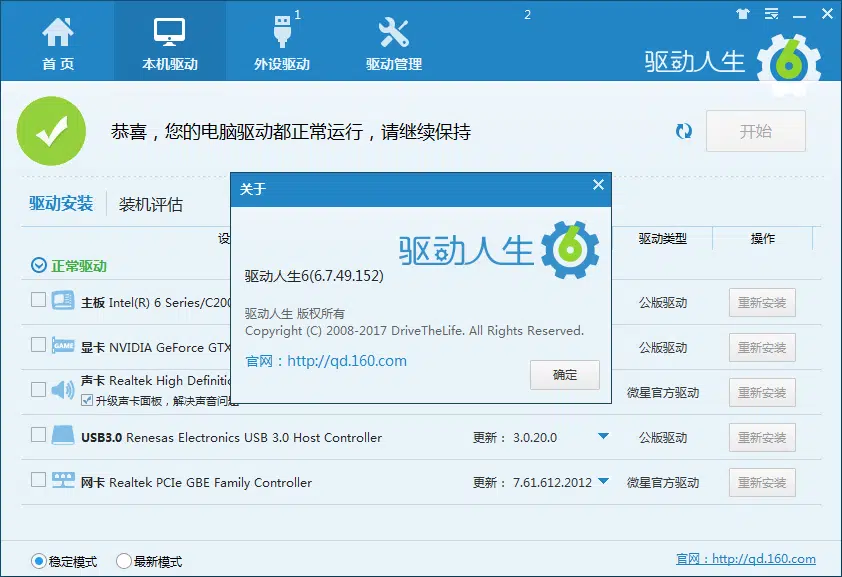 1
2
首 页
本机驱动
外设驱动
驱动管理
驱动人生
6
恭喜，您的电脑驱动都正常运行，请继续保持
开始
驱动安装
装机评估
关于
驱动人生
6
驱动人生6(6.7.49.152)
驱动人生 版权所有
Copyright (C) 2008-2017 DriveTheLife. All Rights Reserved.
官网：http://qd.160.com
确定
设
驱动类型
操作
正常驱动
主板 Intel(R) 6 Series/C200
公版驱动
重新安装
GAME
显卡 NVIDIA GeForce GTX
公版驱动
重新安装
声卡 Realtek High Definitio
升级声卡面板，解决声音问题
微星官方驱动
重新安装
USB3.0 Renesas Electronics USB 3.0 Host Controller
更新： 3.0.20.0
公版驱动
重新安装
网卡 Realtek PCIe GBE Family Controller
更新： 7.61.612.2012
微星官方驱动
重新安装
稳定模式
最新模式
官网：http://qd.160.com